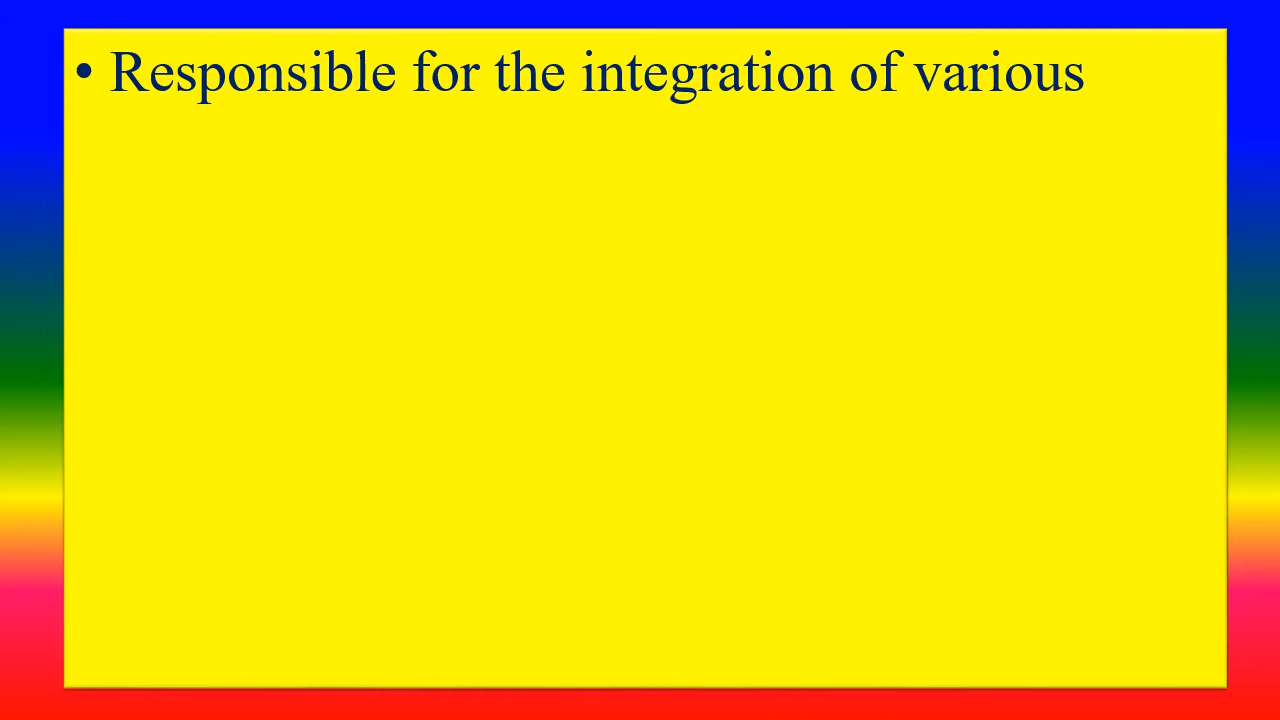 • Responsible for the integration of various